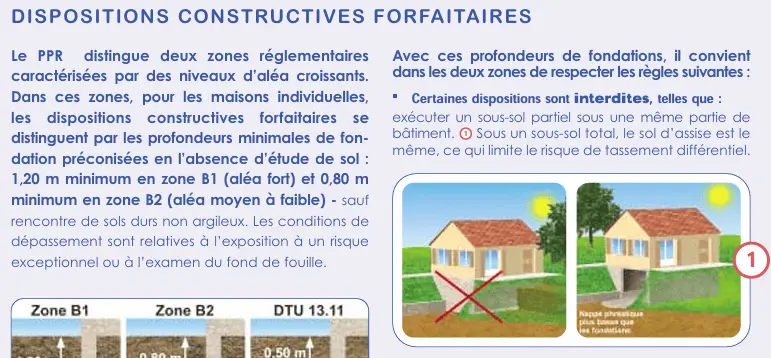 DISPOSITIONS CONSTRUCTIVES FORFAITAIRES
Le PPR distingue deux zones réglementaires
caractérisées par des niveaux d'aléa croissants.
Dans ces zones, pour les maisons individuelles,
les dispositions constructives forfaitaires se
distinguent par les profondeurs minimales de fon-
dation préconisées en l'absence d'étude de sol :
1,20 m minimum en zone B1 (aléa fort) et 0,80 m
minimum en zone B2 (aléa moyen à faible) - sauf
rencontre de sols durs non argileux. Les conditions de
dépassement sont relatives à l'exposition à un risque
exceptionnel ou à l'examen du fond de fouille.
Zone B1
Zone B2
DTU 13.11
0,80 m
0,50 m
Avec ces profondeurs de fondations, il convient
dans les deux zones de respecter les règles suivantes :
▪ Certaines dispositions sont interdites, telles que :
exécuter un sous-sol partiel sous une même partie de
bâtiment. ① Sous un sous-sol total, le sol d'assise est le
même, ce qui limite le risque de tassement différentiel.
Nappe phréatique
plus basse que
les fondations
1